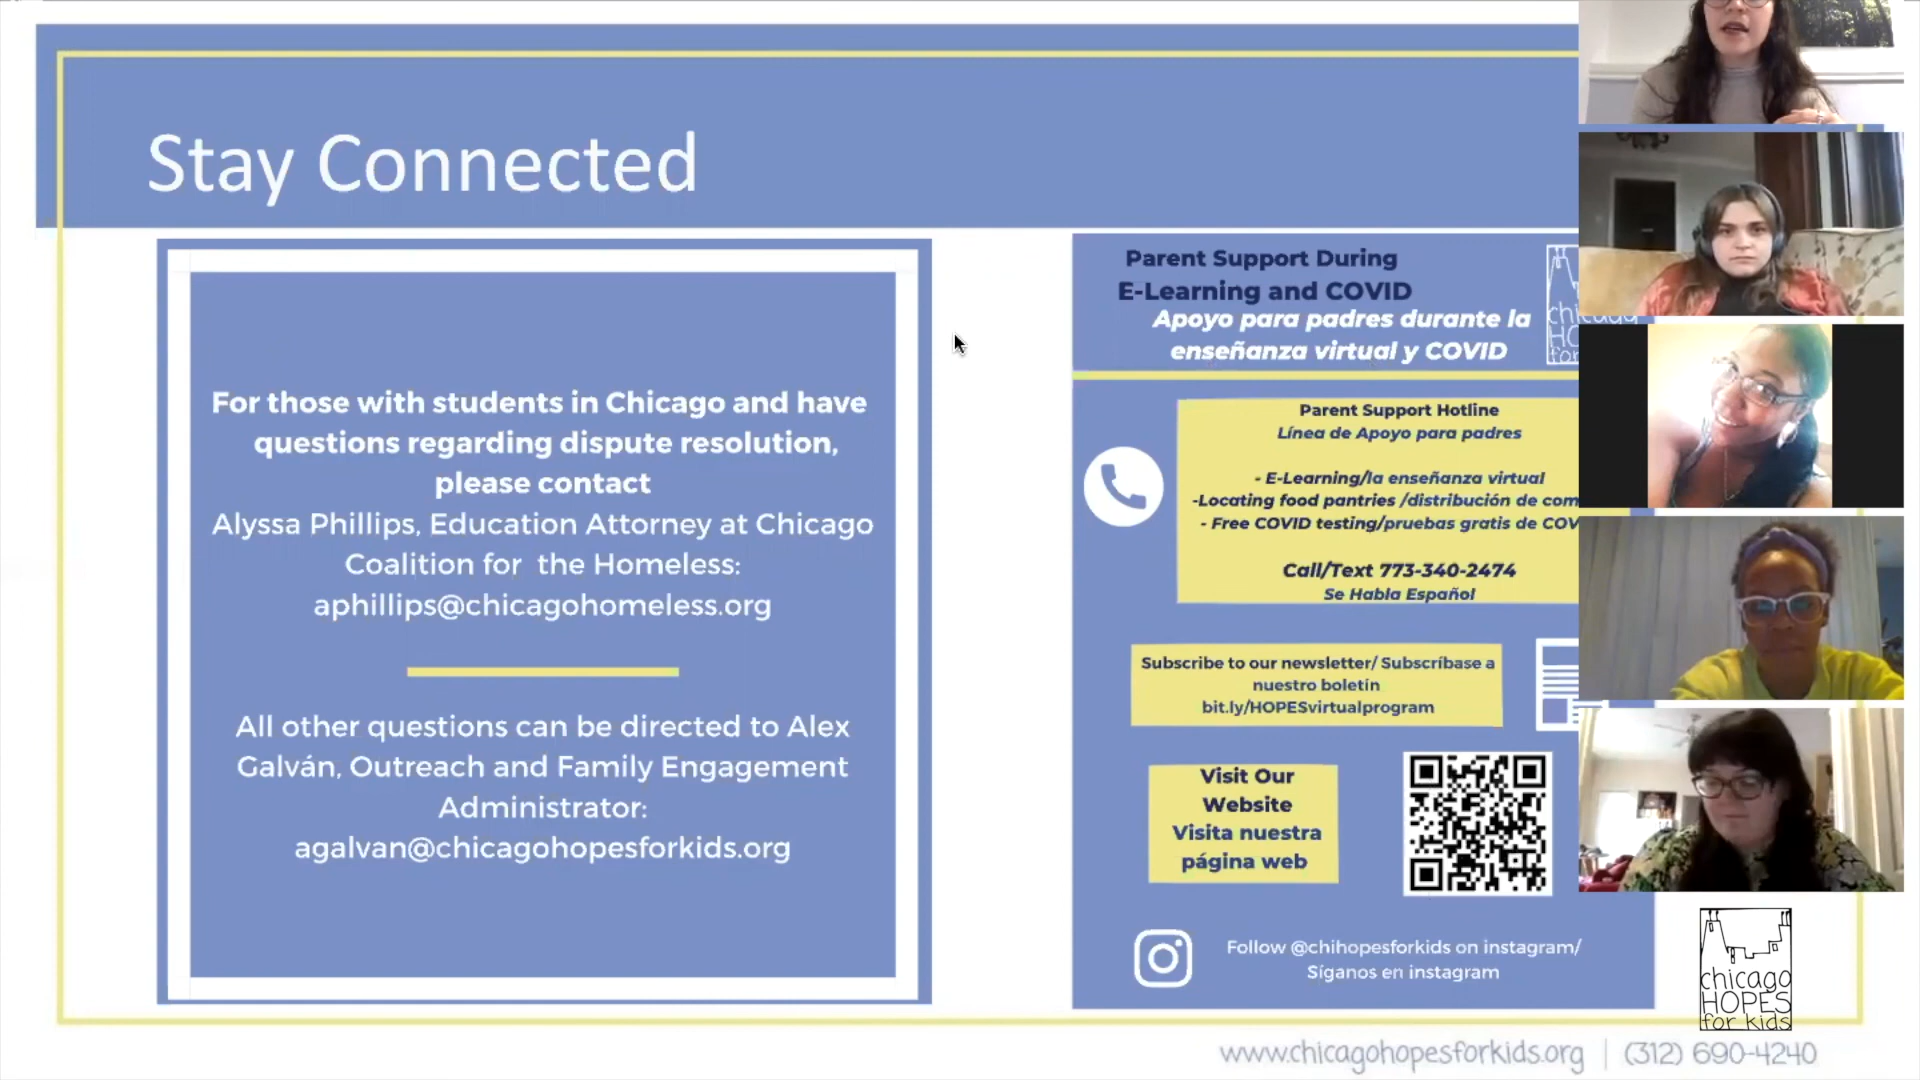 Stay Connected
For those with students in Chicago and have
questions regarding dispute resolution,
please contact
Alyssa Phillips, Education Attorney at Chicago
Coalition for the Homeless:
aphillips@chicagohomeless.org
All other questions can be directed to Alex
Galván, Outreach and Family Engagement
Administrator:
agalvan@chicagohopesforkids.org
Parent Support During
E-Learning and COVID
Apoyo para padres durante la
enseñanza virtual y COVID
chicago
HO
for
Parent Support Hotline
Línea de Apoyo para padres
- E-Learning/la enseñanza virtual
-Locating food pantries /distribución de com
- Free COVID testing/pruebas gratis de COV
Call/Text 773-340-2474
Se Habla Español
Subscribe to our newsletter/ Subscríbase a
nuestro boletín
bit.ly/HOPESvirtualprogram
Visit Our
Website
Visita nuestra
página web
Follow @chihopesforkids on instagram/
Síganos en instagram
chicago
HOPES
for kids
www.chicagohopesforkids.org | (312) 690-4240